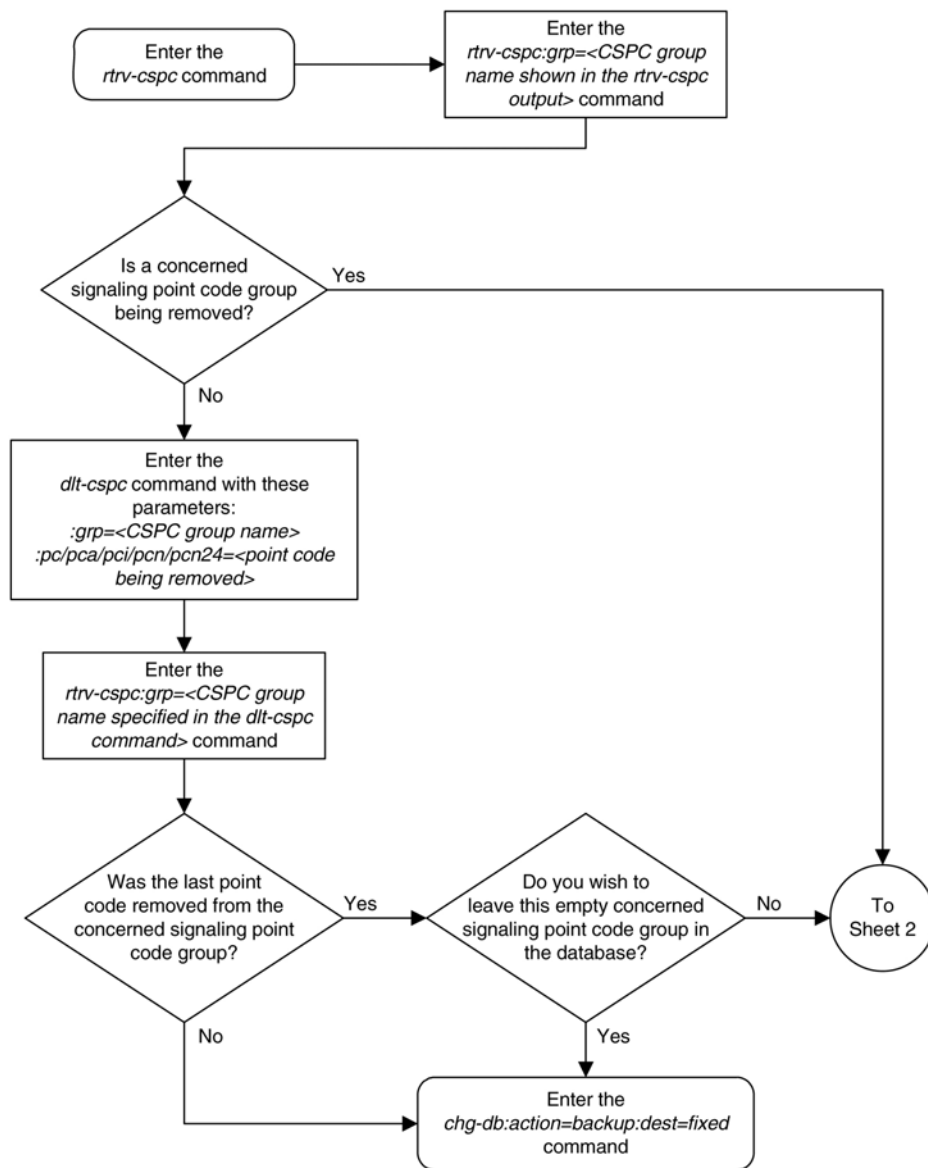 Enter the
rtrv-cspc command
Enter the
rtrv-cspc:grp=<CSPC group
name shown in the rtrv-cspc
output> command
Is a concerned
signaling point code group
being removed?
Yes
No
Enter the
dlt-cspc command with these
parameters:
:grp=<CSPC group name>
:pc/pca/pci/pcn/pcn24=<point code
being removed>
Enter the
rtrv-cspc:grp=<CSPC group
name specified in the dlt-cspc
command> command
Was the last point
code removed from the
concerned signaling point
code group?
Yes
Do you wish to
leave this empty concerned
signaling point code group in
the database?
No
To
Sheet 2
No
Yes
Enter the
chg-db:action=backup:dest=fixed
command